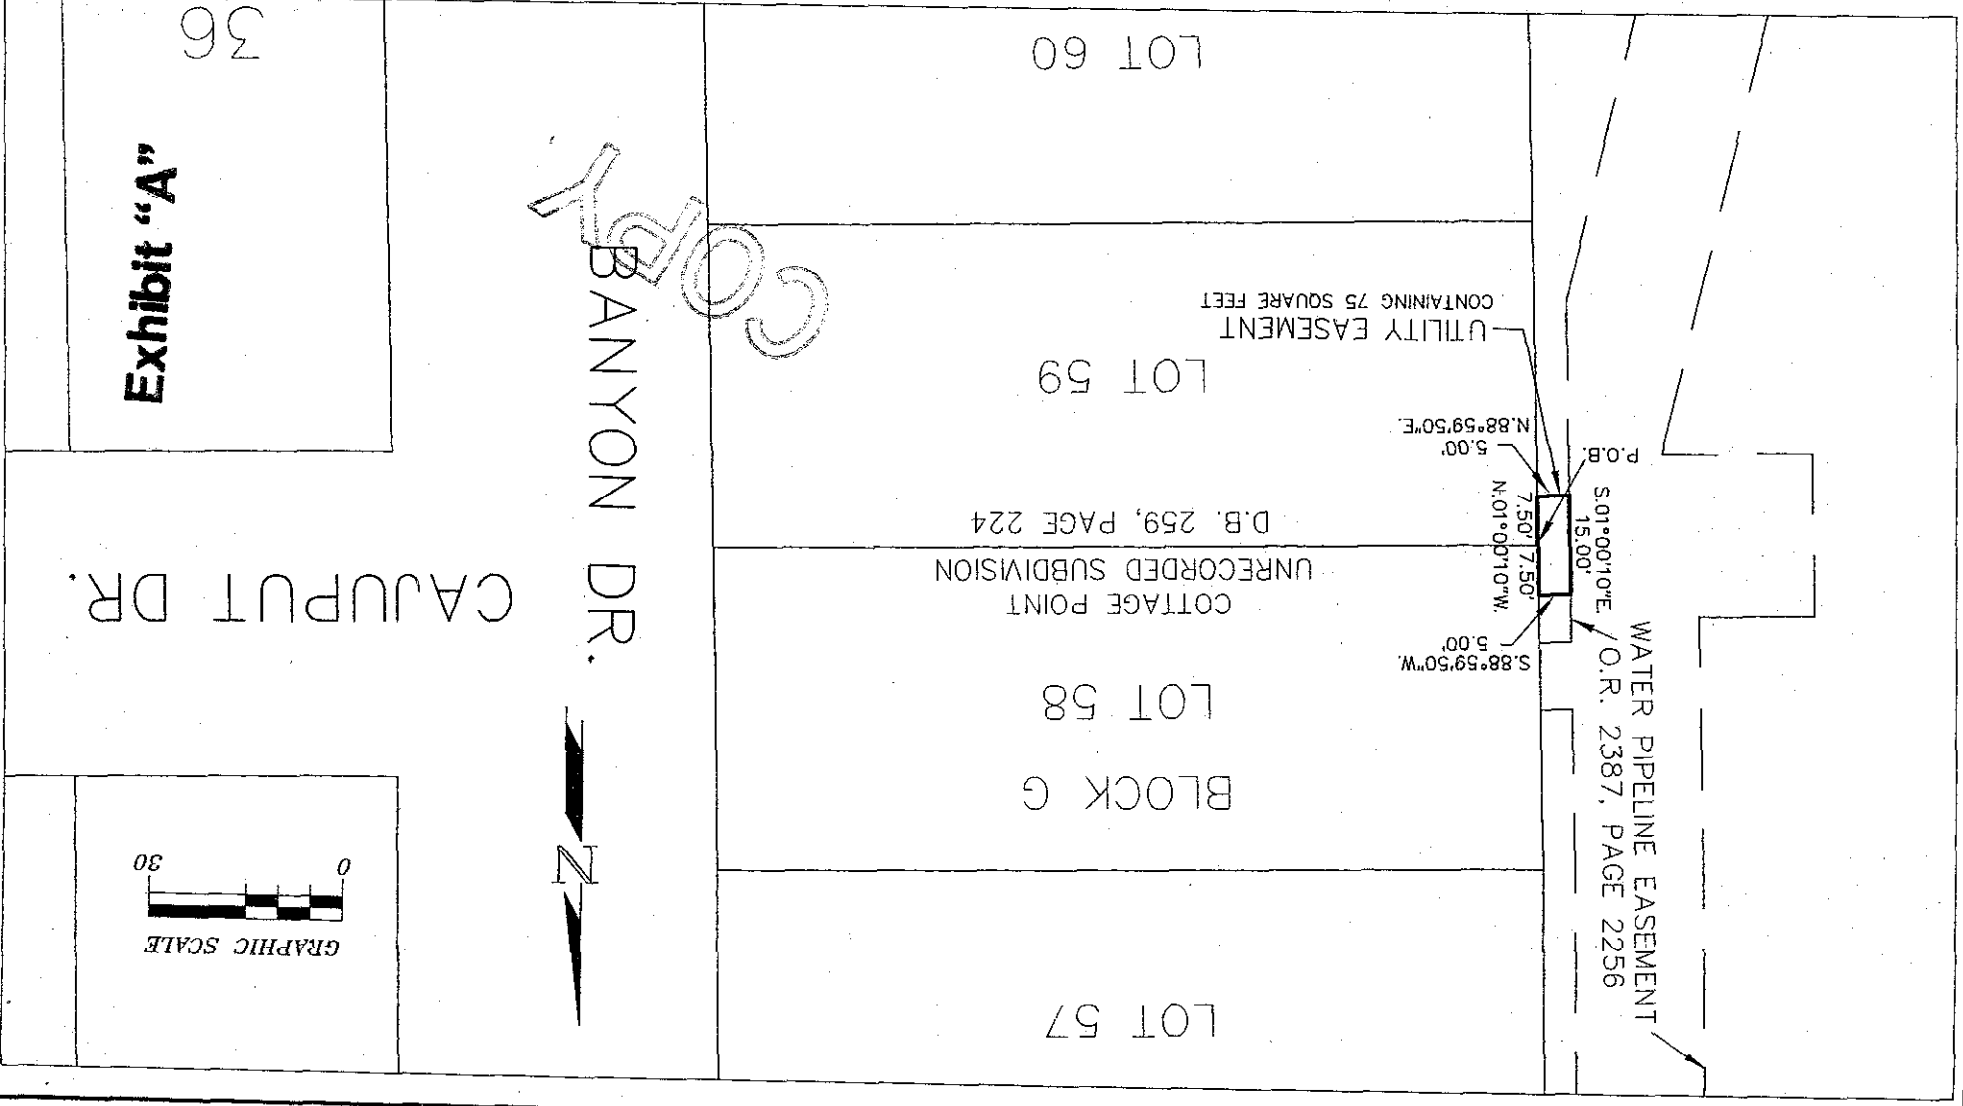 GRAPHIC SCALE
0 30
LOT 57
BLOCK G
LOT 58
S.88°59'50"W.
5.00'
COTTAGE POINT
UNRECORDED SUBDIVISION
D.B. 259, PAGE 224
N.88°59'50"E.
5.00'
LOT 59
UTILITY EASEMENT
CONTAINING 75 SQUARE FEET
LOT 60
36
P.O.B.
S.01°00'10"E.
15.00'
7.50' 7.50'
N.01°00'10"W.
WATER PIPELINE EASEMENT
O.R. 2387, PAGE 2256
CAJUPUT DR.
BANYON DR.
N
Exhibit "A"
COPY